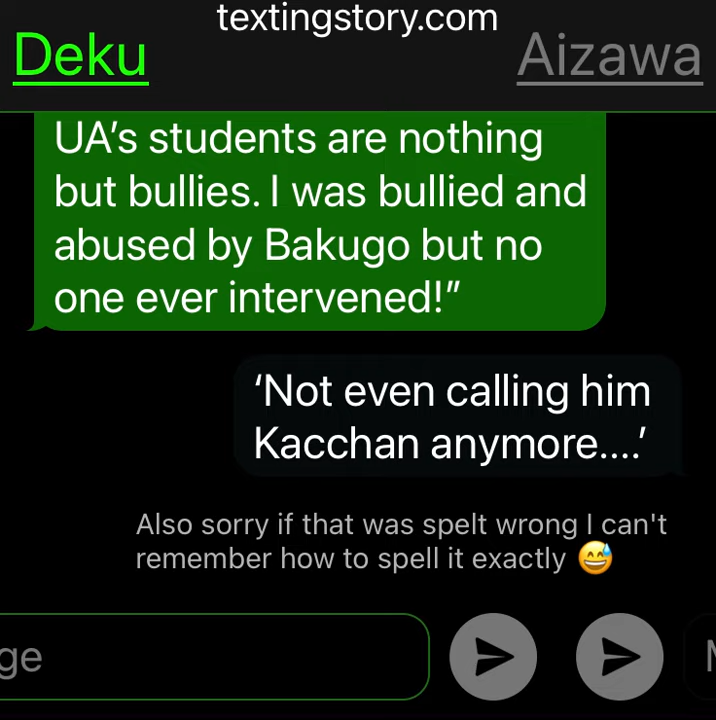 textingstory.com
Deku Aizawa
UA’s students are nothing
but bullies. I was bullied and
abused by Bakugo but no
one ever intervened!”
‘Not even calling him
Kacchan anymore....’
Also sorry if that was spelt wrong I can't
remember how to spell it exactly 😅
ge M